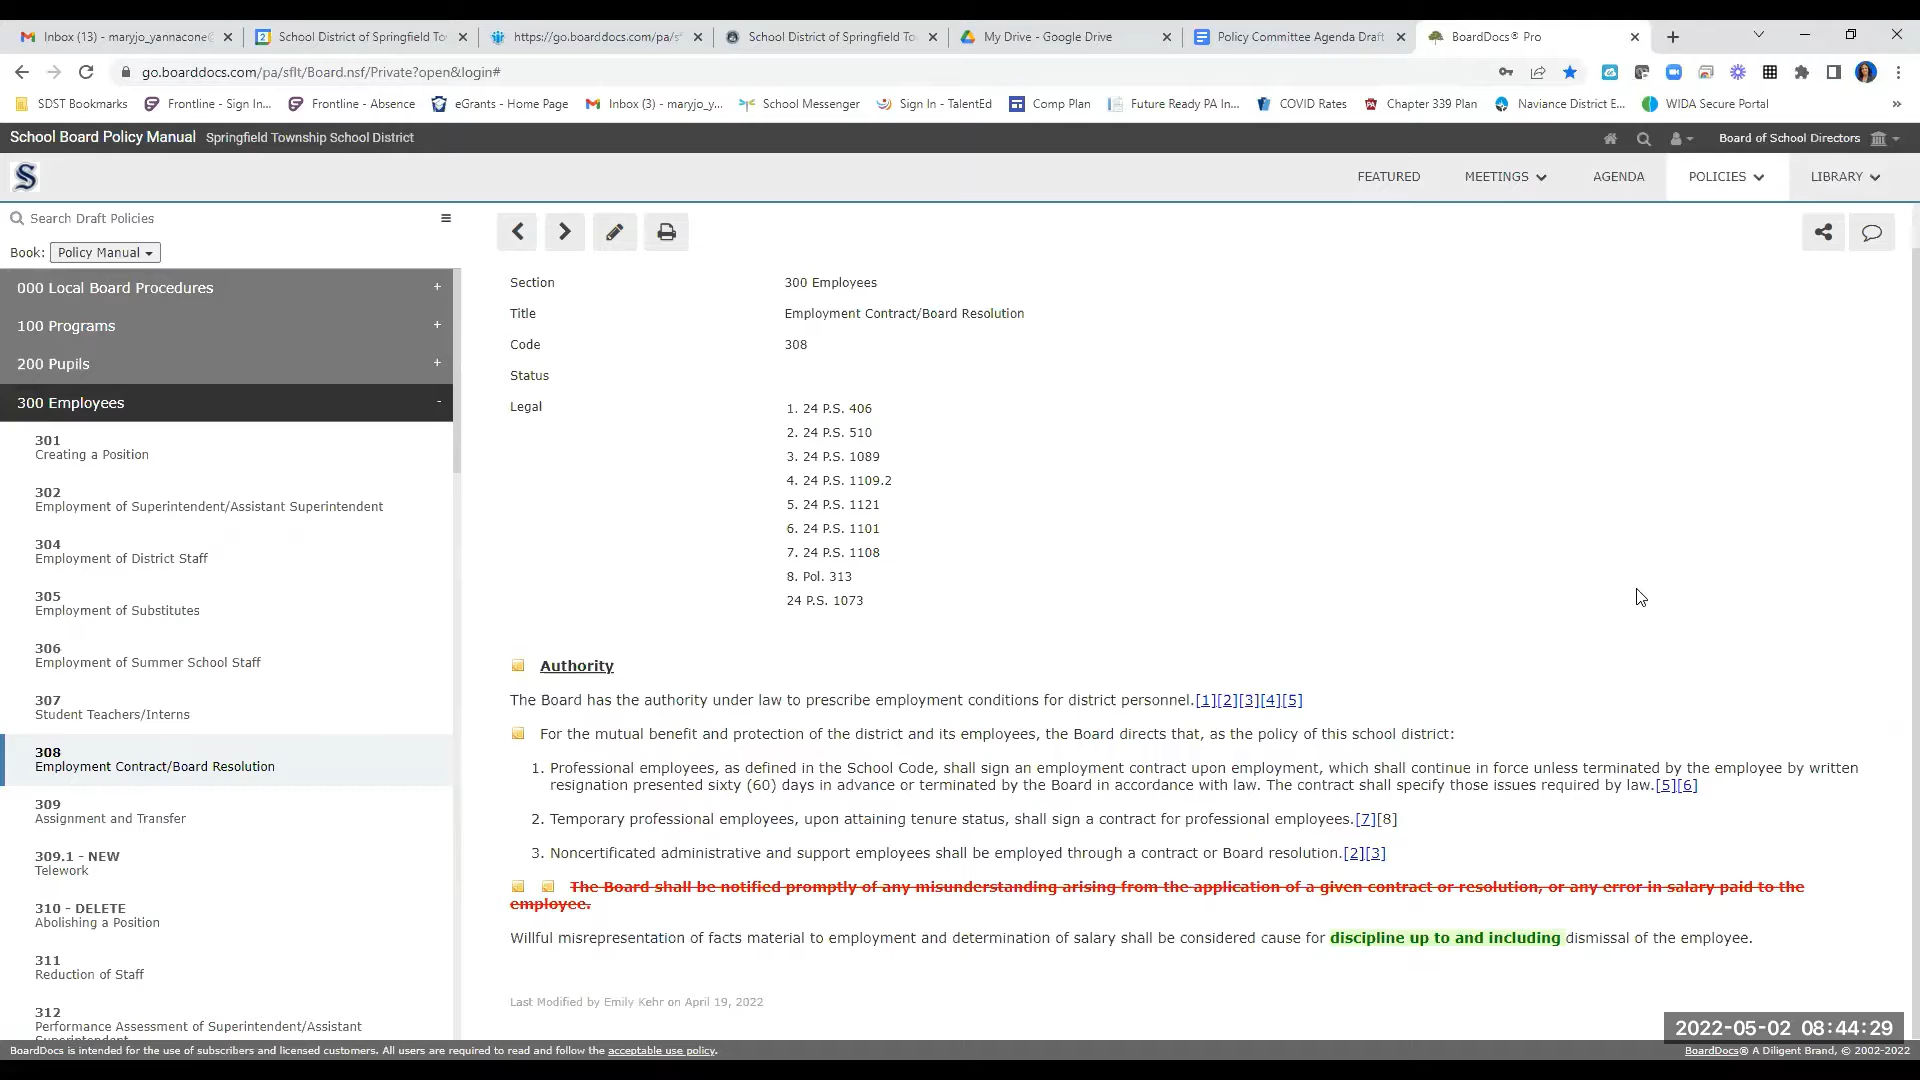 Inbox (13) - maryjo_yannacone@
School District of Springfield To
https://go.boarddocs.com/pa/sf
School District of Springfield To
My Drive - Google Drive
Policy Committee Agenda Draft
BoardDocs® Pro
go.boarddocs.com/pa/sflt/Board.nsf/Private?open&login#
SDST Bookmarks
Frontline - Sign In...
Frontline - Absence
eGrants - Home Page
Inbox (3) - maryjo_y...
School Messenger
Sign In - TalentEd
Comp Plan
Future Ready PA In...
COVID Rates
Chapter 339 Plan
Naviance District E...
WIDA Secure Portal
»
School Board Policy Manual Springfield Township School District
Board of School Directors
S
FEATURED
MEETINGS
AGENDA
POLICIES
LIBRARY
Search Draft Policies
Book: Policy Manual
000 Local Board Procedures +
100 Programs +
200 Pupils +
300 Employees -
301
Creating a Position
302
Employment of Superintendent/Assistant Superintendent
304
Employment of District Staff
305
Employment of Substitutes
306
Employment of Summer School Staff
307
Student Teachers/Interns
308
Employment Contract/Board Resolution
309
Assignment and Transfer
309.1 - NEW
Telework
310 - DELETE
Abolishing a Position
311
Reduction of Staff
312
Performance Assessment of Superintendent/Assistant
Superintendent
Section 300 Employees
Title Employment Contract/Board Resolution
Code 308
Status
Legal
1. 24 P.S. 406
2. 24 P.S. 510
3. 24 P.S. 1089
4. 24 P.S. 1109.2
5. 24 P.S. 1121
6. 24 P.S. 1101
7. 24 P.S. 1108
8. Pol. 313
24 P.S. 1073
Authority
The Board has the authority under law to prescribe employment conditions for district personnel.[1][2][3][4][5]
For the mutual benefit and protection of the district and its employees, the Board directs that, as the policy of this school district:
1. Professional employees, as defined in the School Code, shall sign an employment contract upon employment, which shall continue in force unless terminated by the employee by written
resignation presented sixty (60) days in advance or terminated by the Board in accordance with law. The contract shall specify those issues required by law.[5][6]
2. Temporary professional employees, upon attaining tenure status, shall sign a contract for professional employees.[7][8]
3. Noncertificated administrative and support employees shall be employed through a contract or Board resolution.[2][3]
The Board shall be notified promptly of any misunderstanding arising from the application of a given contract or resolution, or any error in salary paid to the
employee.
Willful misrepresentation of facts material to employment and determination of salary shall be considered cause for discipline up to and including dismissal of the employee.
Last Modified by Emily Kehr on April 19, 2022
2022-05-02 08:44:29
BoardDocs is intended for the use of subscribers and licensed customers. All users are required to read and follow the acceptable use policy.
BoardDocs® A Diligent Brand, © 2002-2022